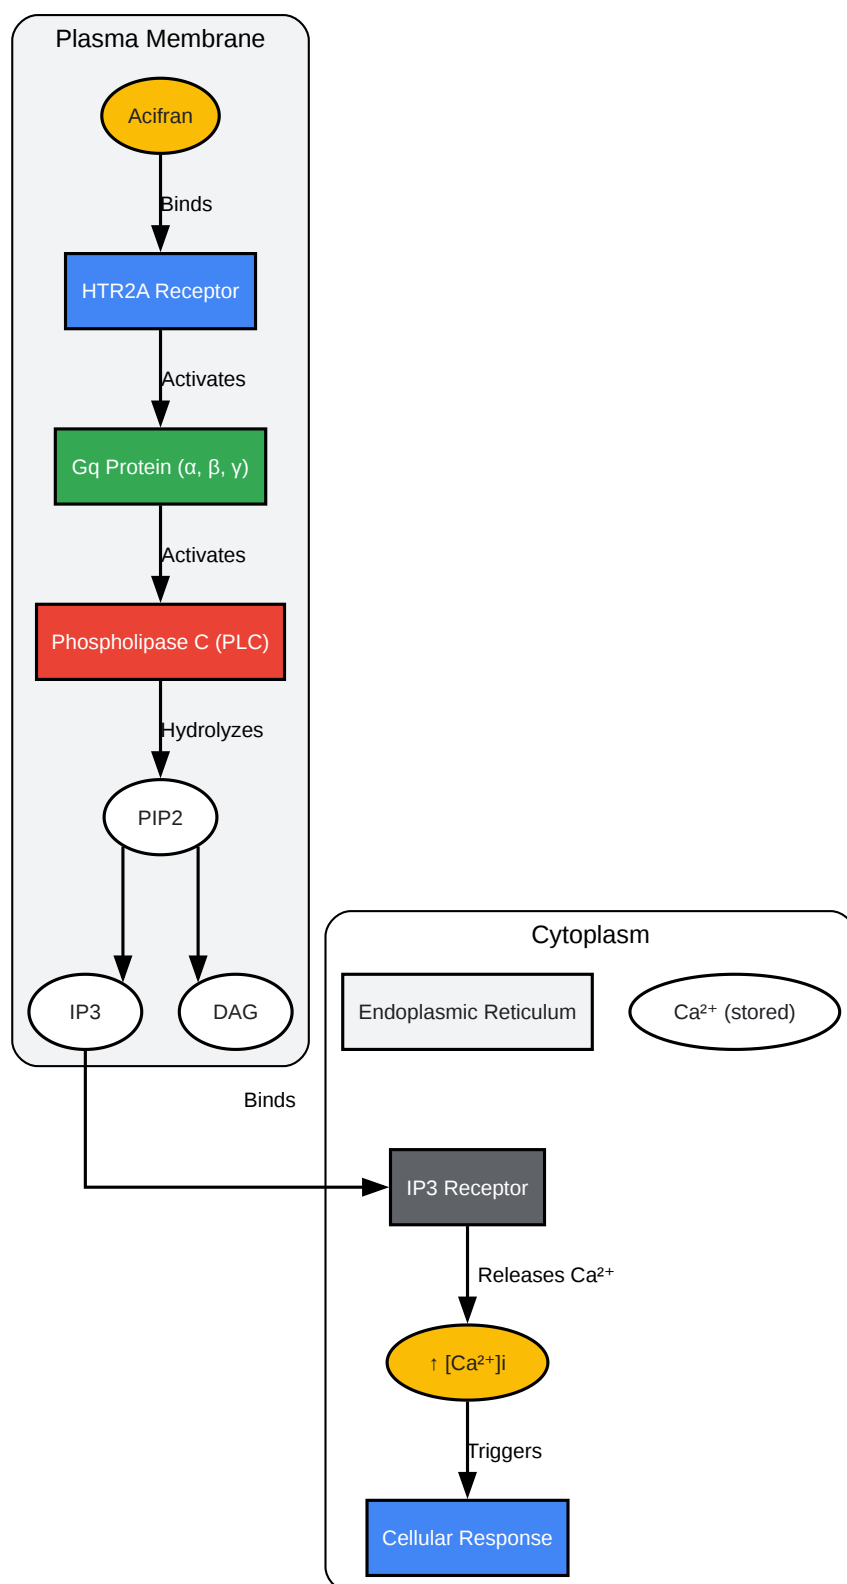 Plasma Membrane
Acifran
Binds
HTR2A Receptor
Activates
Gq Protein (α, β, γ)
Activates
Phospholipase C (PLC)
Hydrolyzes
PIP2
IP3
DAG
Cytoplasm
Endoplasmic Reticulum
Ca²⁺ (stored)
Binds
IP3 Receptor
Releases Ca²⁺
↑ [Ca²⁺]i
Triggers
Cellular Response